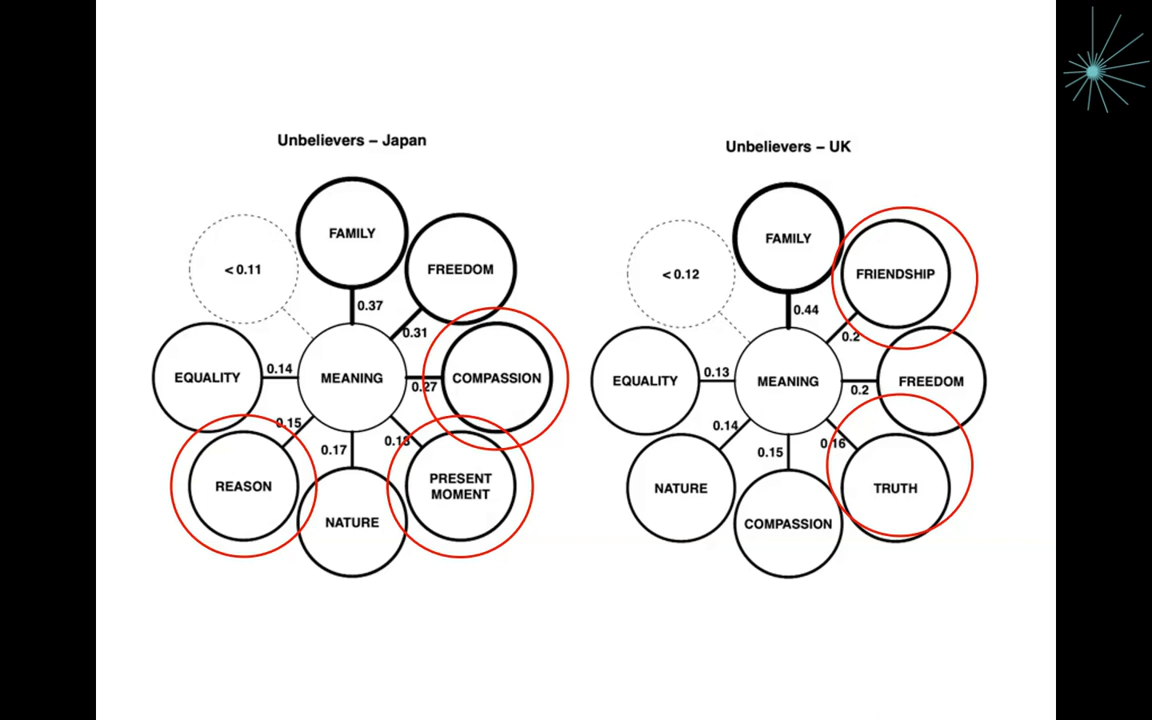 Unbelievers – Japan
FAMILY
FREEDOM
< 0.11
0.37
0.31
EQUALITY
0.14
MEANING
0.27
COMPASSION
0.15
0.17
REASON
PRESENT
MOMENT
NATURE
Unbelievers – UK
FAMILY
FRIENDSHIP
< 0.12
0.44
0.2
EQUALITY
0.13
MEANING
0.2
FREEDOM
0.14
0.15
0.16
NATURE
TRUTH
COMPASSION